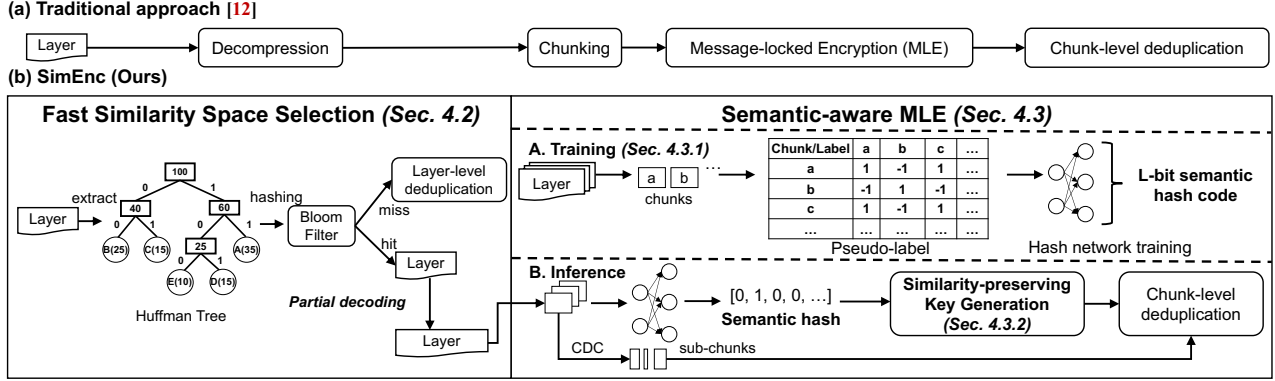 (a) Traditional approach [12]
Layer
Decompression
Chunking
Message-locked Encryption (MLE)
Chunk-level deduplication
(b) SimEnc (Ours)
Fast Similarity Space Selection (Sec. 4.2)
Layer
extract
100
0
1
40
60
0
1
0
1
B(25)
C(15)
25
A(35)
0
1
E(10)
D(15)
Huffman Tree
hashing
Bloom
Filter
Layer-level
deduplication
miss
hit
Layer
Partial decoding
Layer
Semantic-aware MLE (Sec. 4.3)
A. Training (Sec. 4.3.1)
Layer
a b ...
chunks
Chunk/Label a b c ...
a 1 -1 1 ...
b -1 1 -1 ...
c 1 -1 1 ...
... ... ... ... ...
Pseudo-label
Hash network training
L-bit semantic
hash code
B. Inference
[0, 1, 0, 0, ...]
Semantic hash
Similarity-preserving
Key Generation
(Sec. 4.3.2)
Chunk-level
deduplication
CDC
sub-chunks